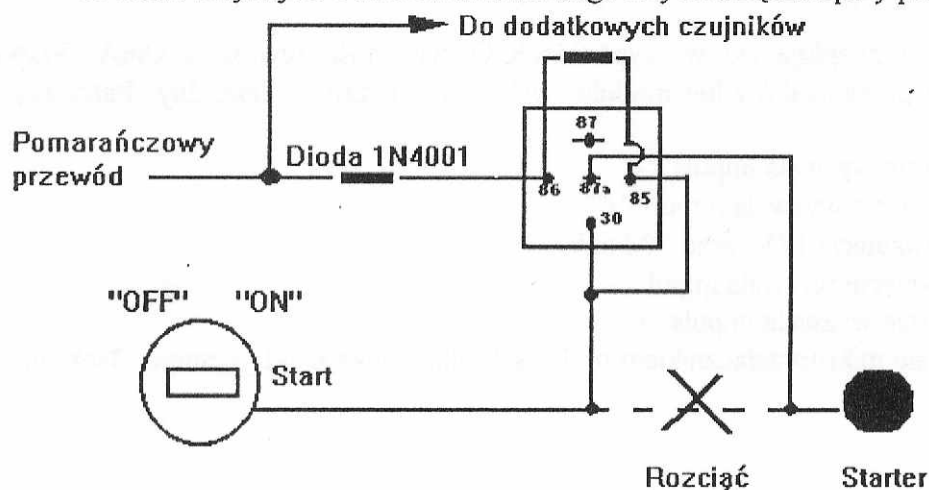 Do dodatkowych czujników
Pomarańczowy
przewód
Dioda 1N4001
87
86
87a
85
30
"OFF" "ON"
Start
Rozciąć
Starter